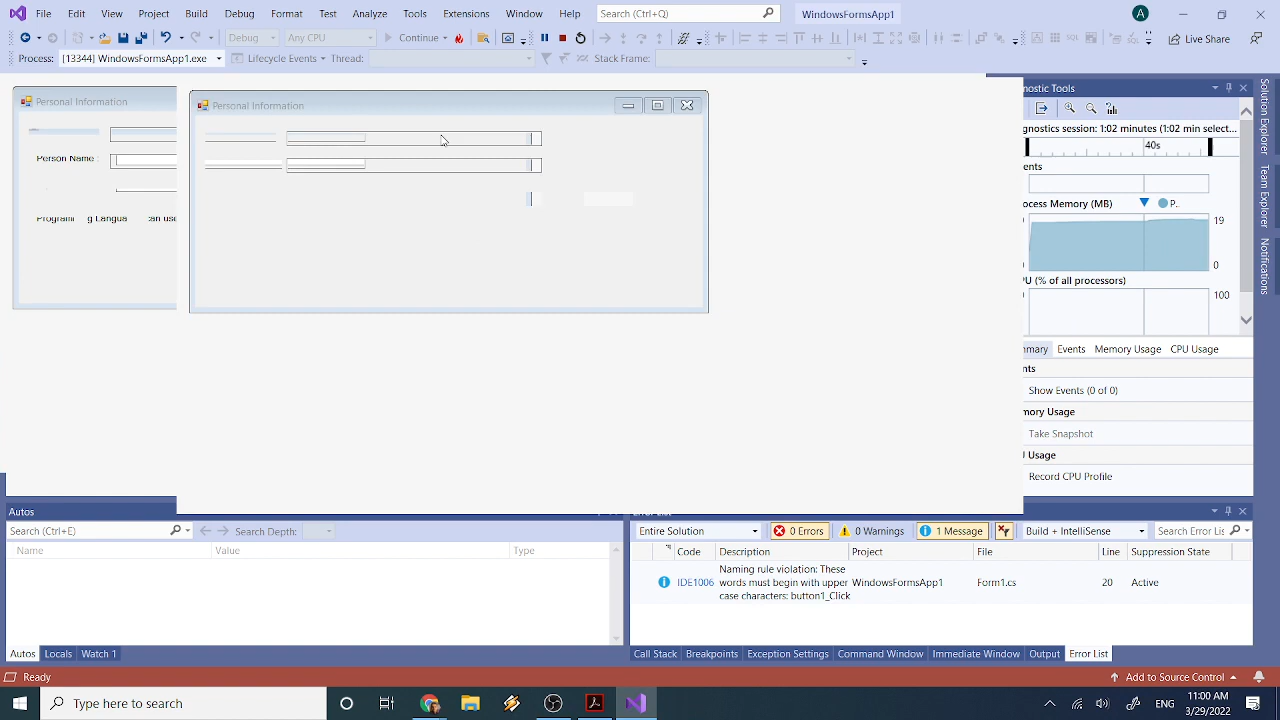 File Edit View Git Project Build Debug Format Test Analyze Tools Extensions Window Help Search (Ctrl+Q) WindowsFormsApp1 A
Debug Any CPU Continue Live Share
Process: [13344] WindowsFormsApp1.exe Lifecycle Events Thread: Stack Frame:
Personal Information
Personal Information
Person Name :
nostic Tools
gnostics session: 1:02 minutes (1:02 min select...
40s
ents
ocess Memory (MB) P..
19
0
PU (% of all processors)
100
mmary Events Memory Usage CPU Usage
nts
Show Events (0 of 0)
mory Usage
Take Snapshot
U Usage
Record CPU Profile
Solution Explorer
Team Explorer
Notifications
Autos
Search (Ctrl+E) Search Depth:
Name Value Type
Autos Locals Watch 1
Entire Solution 0 Errors 0 Warnings 1 Message Build + IntelliSense Search Error List
Code Description Project File Line Suppression State
IDE1006 Naming rule violation: These words must begin with upper case characters: button1_Click WindowsFormsApp1 Form1.cs 20 Active
Call Stack Breakpoints Exception Settings Command Window Immediate Window Output Error List
Ready Add to Source Control
Type here to search
11:00 AM
3/29/2022